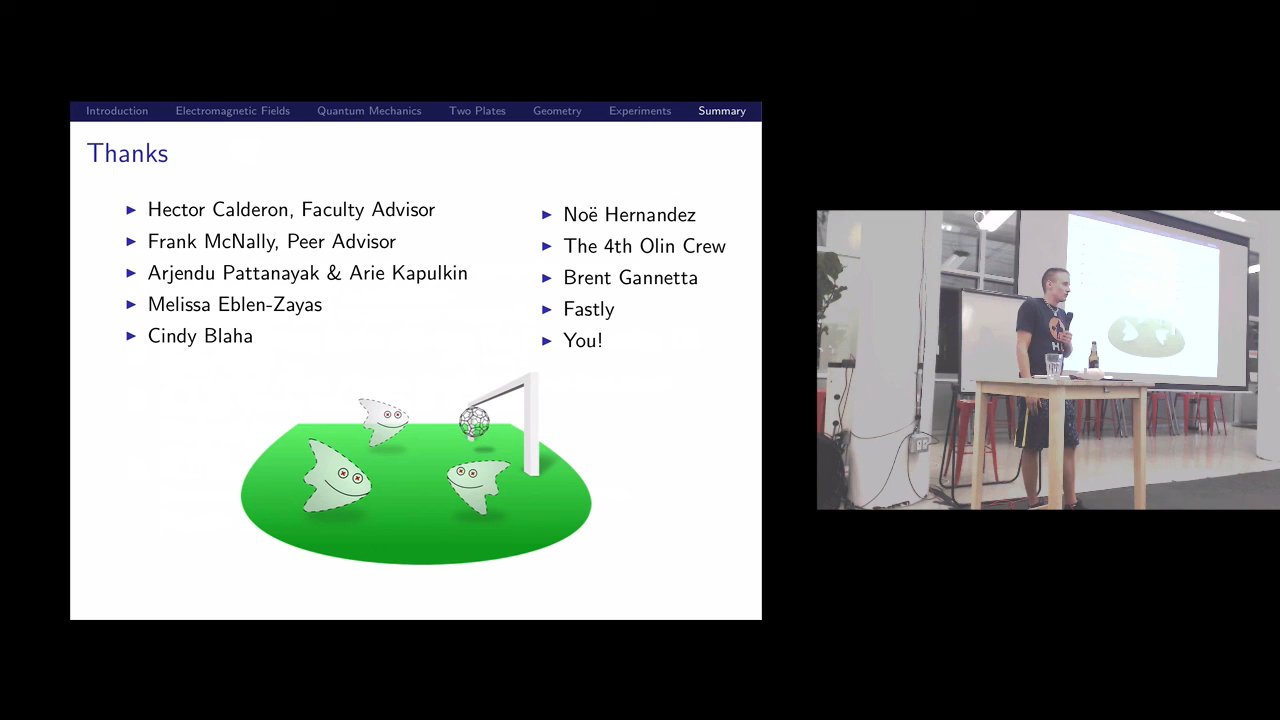 Introduction Electromagnetic Fields Quantum Mechanics Two Plates Geometry Experiments Summary
Thanks
Hector Calderon, Faculty Advisor
Frank McNally, Peer Advisor
Arjendu Pattanayak & Arie Kapulkin
Melissa Eblen-Zayas
Cindy Blaha
Noë Hernandez
The 4th Olin Crew
Brent Gannetta
Fastly
You!